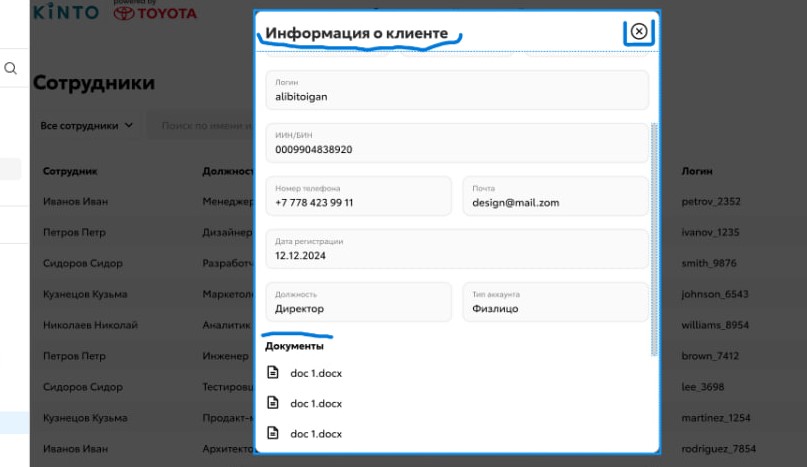 KINTO
powered by
TOYOTA
Информация о клиенте
Сотрудники
Логин
alibitoigan
Все сотрудники
Поиск по имени и
ИИН/БИН
0009904838920
Сотрудник
Должност
Логин
Номер телефона
+7 778 423 99 11
Почта
design@mail.zom
Иванов Иван
Менеджер
petrov_2352
Петров Петр
Дизайнер
ivanov_1235
Дата регистрации
12.12.2024
Сидоров Сидор
Разработч
smith_9876
Кузнецов Кузьма
Маркетоло
johnson_6543
Должность
Директор
Тип аккаунта
Физлицо
Николаев Николай
Аналитик
williams_8954
Документы
Петров Петр
Инженер
brown_7412
doc 1.docx
Сидоров Сидор
Тестировщ
lee_3698
doc 1.docx
Кузнецов Кузьма
Продакт-м
martinez_1254
doc 1.docx
Иванов Иван
Архитекто
rodriguez_7854